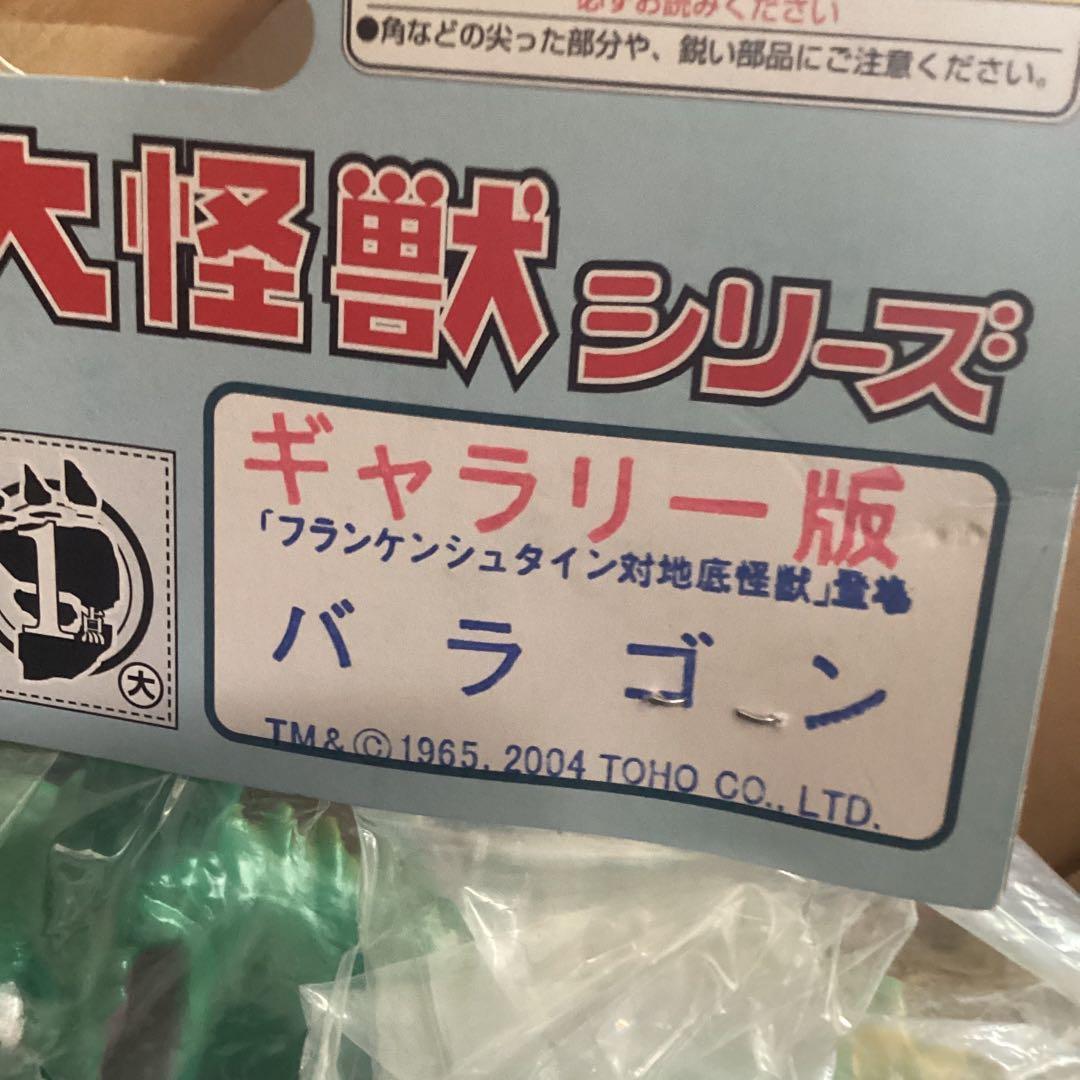 必ずお読みください
●角などの尖った部分や、鋭い部品にご注意ください。
大怪獣シリーズ
ギャラリー版
「フランケンシュタイン対地底怪獣」登場
バラゴン
TM & © 1965, 2004 TOHO CO., LTD.
1点
大